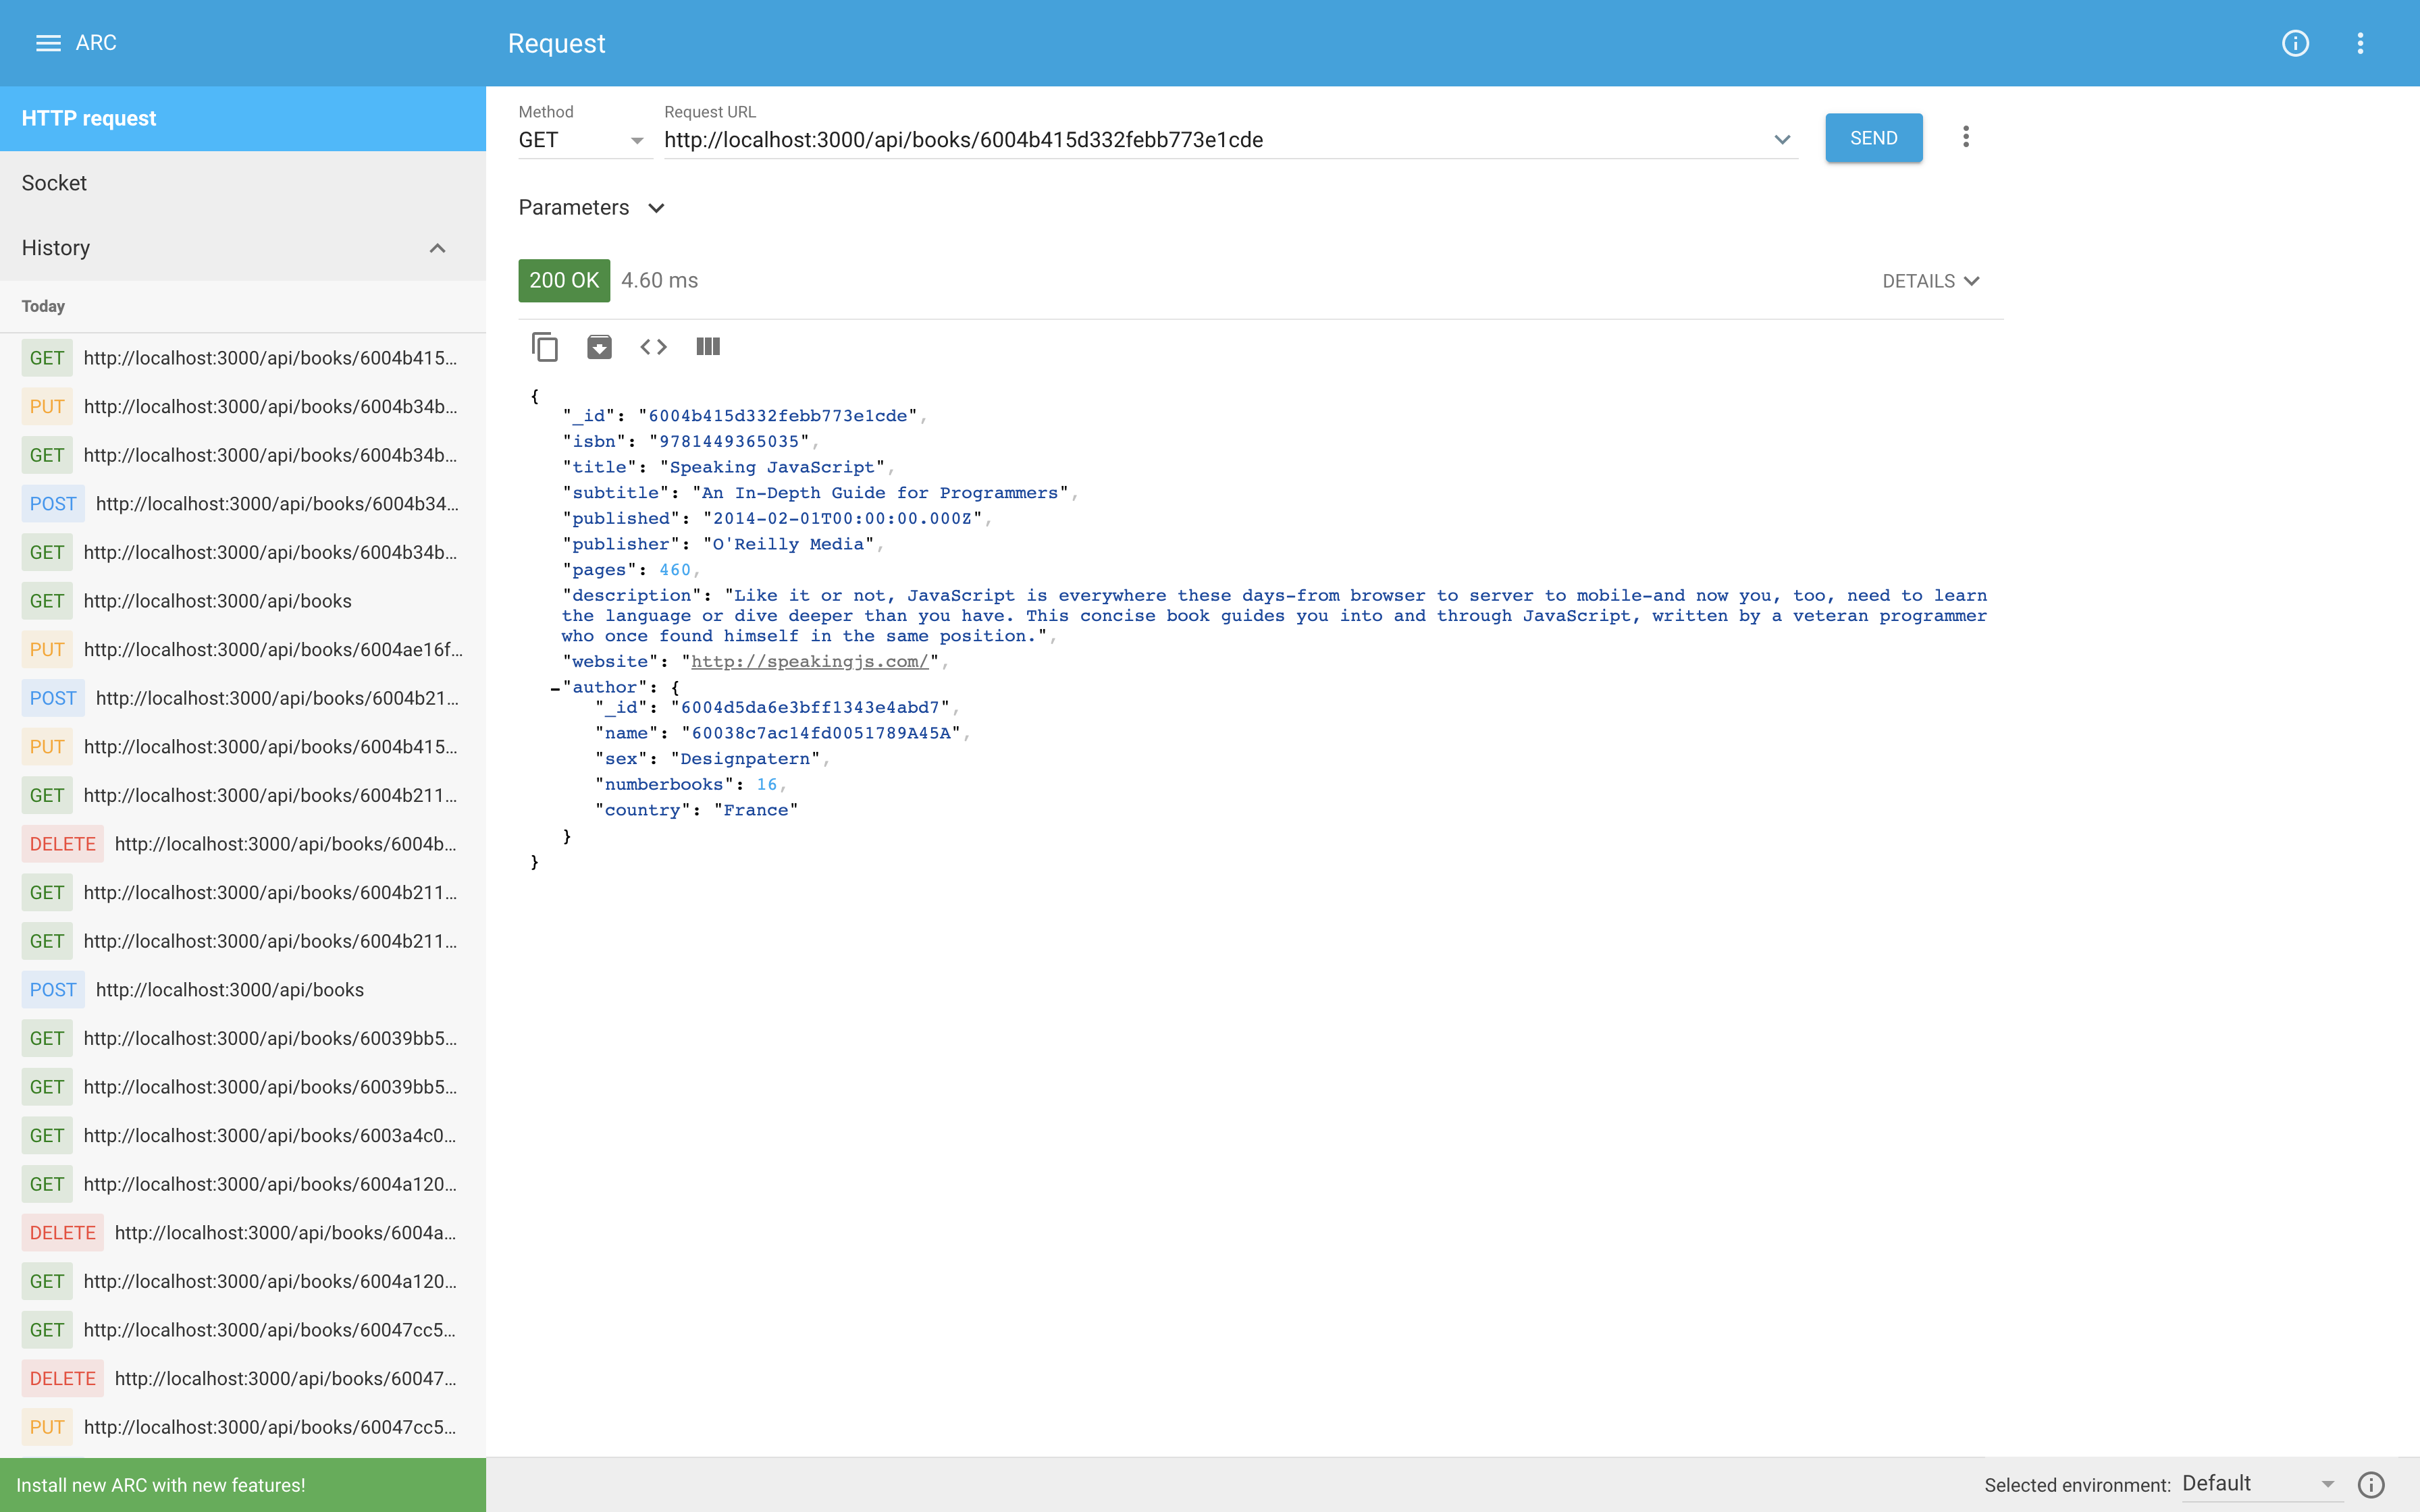 ARC
Request
HTTP request
Socket
History
Today
GET http://localhost:3000/api/books/6004b415...
PUT http://localhost:3000/api/books/6004b34b...
GET http://localhost:3000/api/books/6004b34b...
POST http://localhost:3000/api/books/6004b34...
GET http://localhost:3000/api/books/6004b34b...
GET http://localhost:3000/api/books
PUT http://localhost:3000/api/books/6004ae16f...
POST http://localhost:3000/api/books/6004b21...
PUT http://localhost:3000/api/books/6004b415...
GET http://localhost:3000/api/books/6004b211...
DELETE http://localhost:3000/api/books/6004b...
GET http://localhost:3000/api/books/6004b211...
GET http://localhost:3000/api/books/6004b211...
POST http://localhost:3000/api/books
GET http://localhost:3000/api/books/60039bb5...
GET http://localhost:3000/api/books/60039bb5...
GET http://localhost:3000/api/books/6003a4c0...
GET http://localhost:3000/api/books/6004a120...
DELETE http://localhost:3000/api/books/6004a...
GET http://localhost:3000/api/books/6004a120...
GET http://localhost:3000/api/books/60047cc5...
DELETE http://localhost:3000/api/books/60047...
PUT http://localhost:3000/api/books/60047cc5...
Install new ARC with new features!
Method
GET
Request URL
http://localhost:3000/api/books/6004b415d332febb773e1cde
SEND
Parameters
200 OK 4.60 ms
DETAILS
{
"_id": "6004b415d332febb773e1cde",
"isbn": "9781449365035",
"title": "Speaking JavaScript",
"subtitle": "An In-Depth Guide for Programmers",
"published": "2014-02-01T00:00:00.000Z",
"publisher": "O'Reilly Media",
"pages": 460,
"description": "Like it or not, JavaScript is everywhere these days-from browser to server to mobile-and now you, too, need to learn
the language or dive deeper than you have. This concise book guides you into and through JavaScript, written by a veteran programmer
who once found himself in the same position.",
"website": "http://speakingjs.com/",
-"author": {
"_id": "6004d5da6e3bff1343e4abd7",
"name": "60038c7ac14fd0051789A45A",
"sex": "Designpatern",
"numberbooks": 16,
"country": "France"
}
}
Selected environment: Default